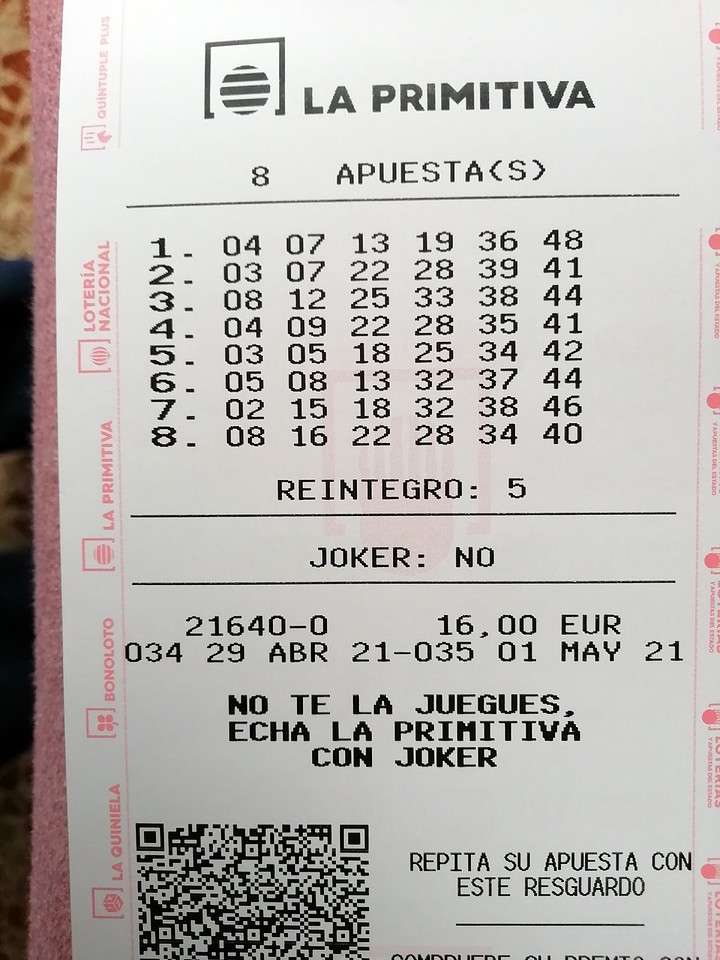 LA PRIMITIVA
8 APUESTA(S)
1. 04 07 13 19 36 48
2. 03 07 22 28 39 41
3. 08 12 25 33 38 44
4. 04 09 22 28 35 41
5. 03 05 18 25 34 42
6. 05 08 13 32 37 44
7. 02 15 18 32 38 46
8. 08 16 22 28 34 40
REINTEGRO: 5
JOKER: NO
21640-0 16,00 EUR
034 29 ABR 21-035 01 MAY 21
NO TE LA JUEGUES,
ECHA LA PRIMITIVA
CON JOKER
REPITA SU APUESTA CON
ESTE RESGUARDO
COMPRUEBE SU PREMIO CON
QUÍNTUPLE PLUS
LOTERÍA
NACIONAL
LA PRIMITIVA
BONOLOTO
LA QUINIELA